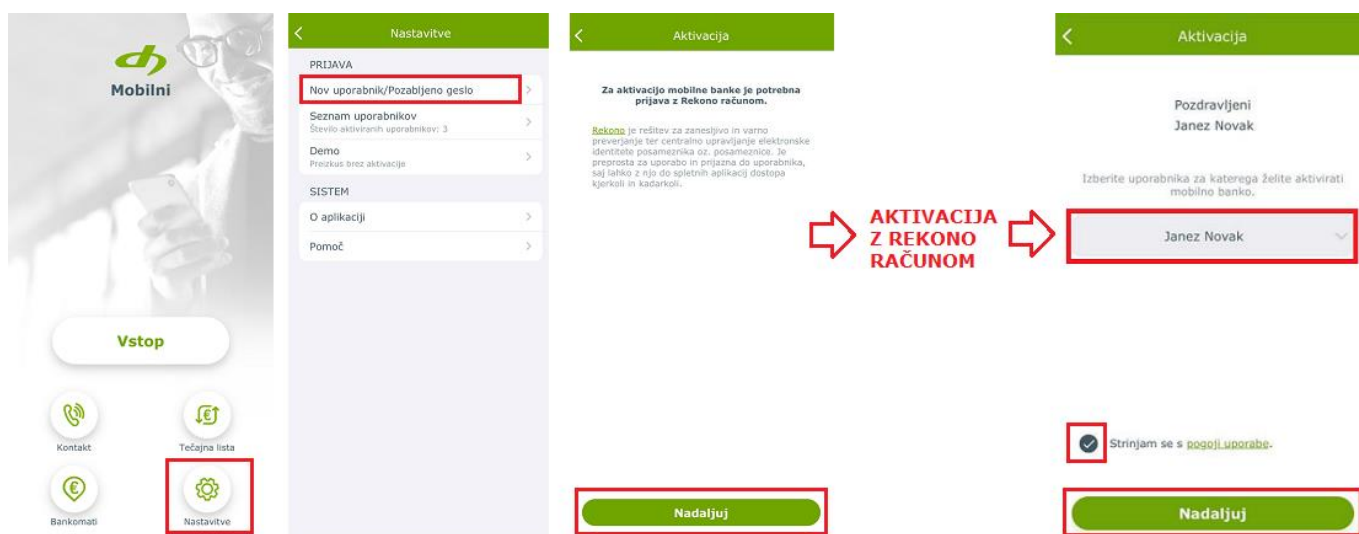 Mobilni
Vstop
Kontakt
Tečajna lista
Bankomati
Nastavitve
Nastavitve
PRIJAVA
Nov uporabnik/Pozabljeno geslo
Seznam uporabnikov
Število aktiviranih uporabnikov: 3
Demo
Preizkus brez aktivacije
SISTEM
O aplikaciji
Pomoč
Aktivacija
Za aktivacijo mobilne banke je potrebna
prijava z Rekono računom.
Rekono je rešitev za zanesljivo in varno
preverjanje ter centralno upravljanje elektronske
identitete posameznika oz. posameznice. Je
preprosta za uporabo in prijazna do uporabnika,
saj lahko z njo do spletnih aplikacij dostopa
kjerkoli in kadarkoli.
Nadaljuj
AKTIVACIJA
Z REKONO
RAČUNOM
Aktivacija
Pozdravljeni
Janez Novak
Izberite uporabnika za katerega želite aktivirati
mobilno banko.
Janez Novak
Strinjam se s pogoji uporabe.
Nadaljuj